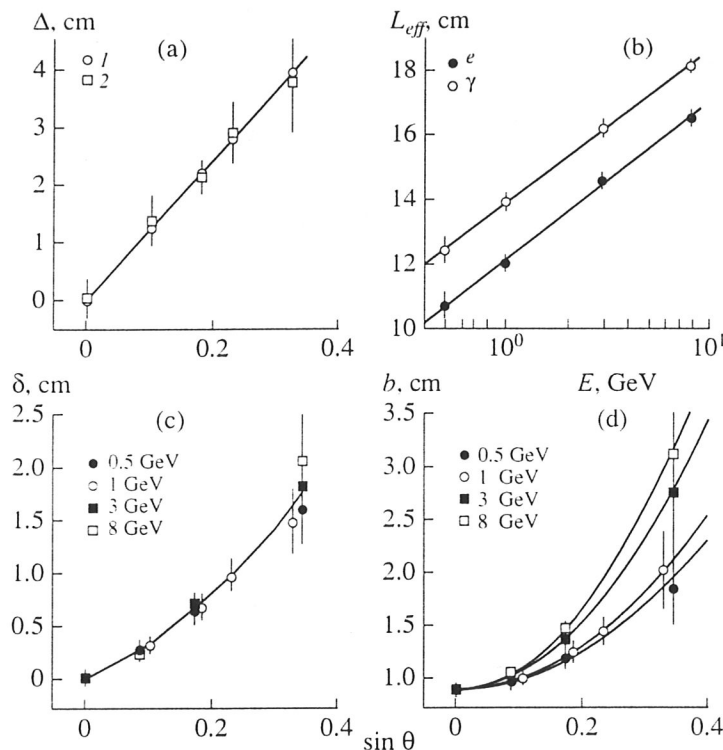 Δ, cm
(a)
1
2
4
3
2
1
0
0
0.2
0.4
L_eff, cm
(b)
e
γ
18
16
14
12
10
10⁰
10¹
E, GeV
δ, cm
(c)
0.5 GeV
1 GeV
3 GeV
8 GeV
2.5
2.0
1.5
1.0
0.5
0
0
0.2
0.4
sin θ
b, cm
(d)
0.5 GeV
1 GeV
3 GeV
8 GeV
3.5
3.0
2.5
2.0
1.5
1.0
0
0.2
0.4